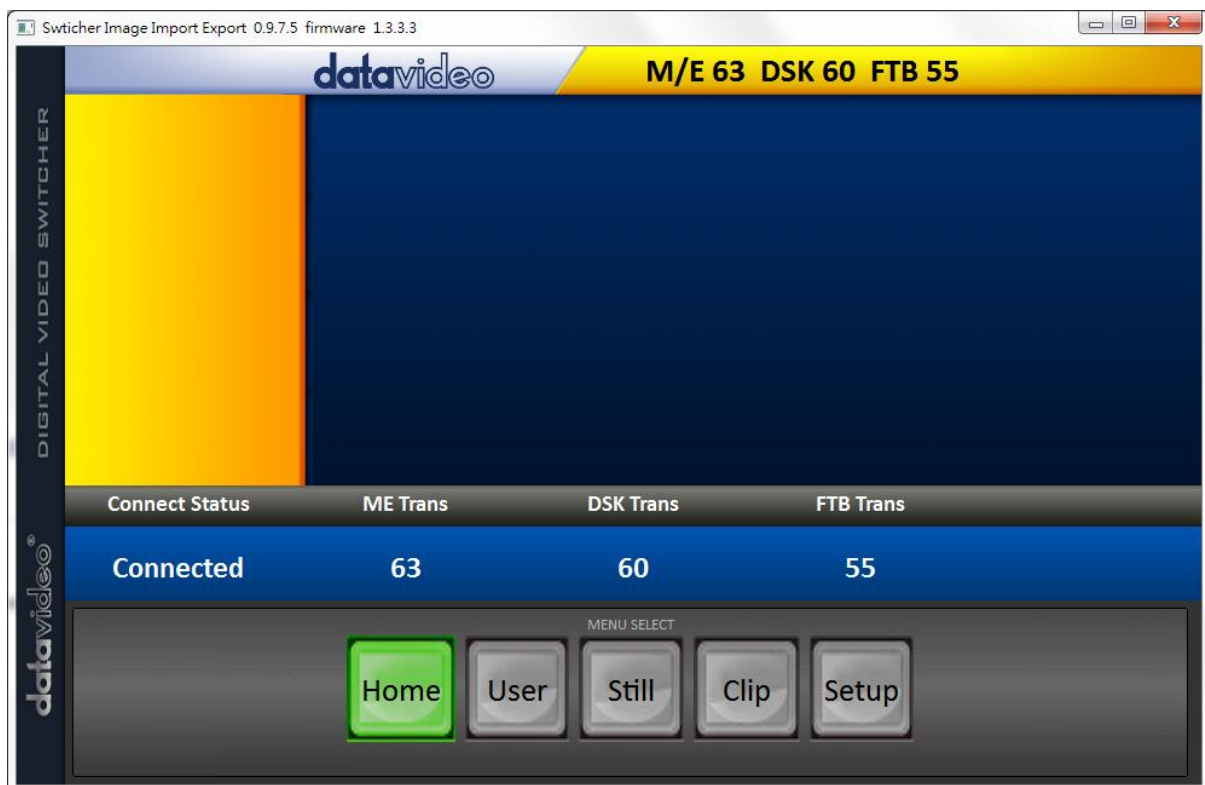 Swticher Image Import Export 0.9.7.5 firmware 1.3.3.3
datavideo
M/E 63 DSK 60 FTB 55
DIGITAL VIDEO SWITCHER
datavideo®
Connect Status ME Trans DSK Trans FTB Trans
Connected 63 60 55
MENU SELECT
Home User Still Clip Setup